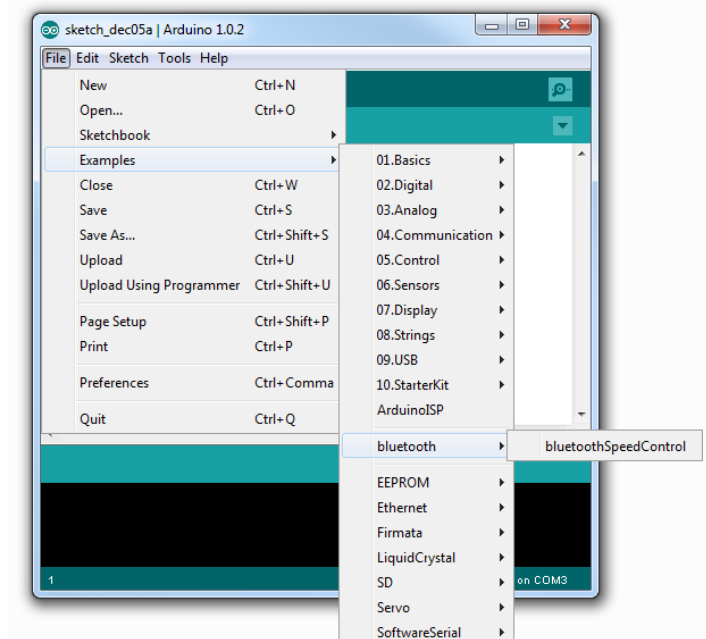 sketch_dec05a | Arduino 1.0.2
File Edit Sketch Tools Help
New Ctrl+N
Open... Ctrl+O
Sketchbook
Examples
Close Ctrl+W
Save Ctrl+S
Save As... Ctrl+Shift+S
Upload Ctrl+U
Upload Using Programmer Ctrl+Shift+U
Page Setup Ctrl+Shift+P
Print Ctrl+P
Preferences Ctrl+Comma
Quit Ctrl+Q
01.Basics
02.Digital
03.Analog
04.Communication
05.Control
06.Sensors
07.Display
08.Strings
09.USB
10.StarterKit
ArduinoISP
bluetooth
bluetoothSpeedControl
EEPROM
Ethernet
Firmata
LiquidCrystal
SD
Servo
SoftwareSerial
1
on COM3